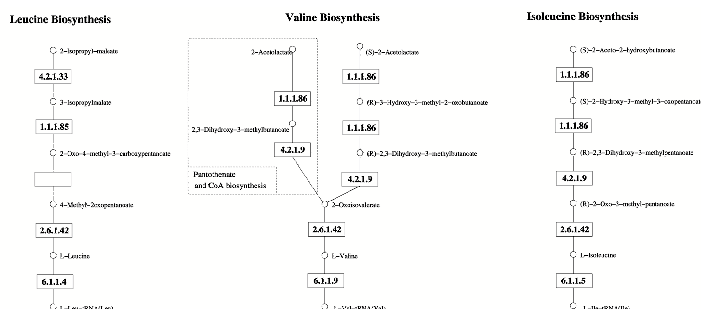 Leucine Biosynthesis
2-Isopropyl-maleate
4.2.1.33
3-Isopropylmalate
1.1.1.85
2-Oxo-4-methyl-3-carboxypentanoate
4-Methyl-2oxopentanoate
2.6.1.42
L-Leucine
6.1.1.4
Valine Biosynthesis
2-Acetolactate
1.1.1.86
2,3-Dihydroxy-3-methylbutanoate
4.2.1.9
Pantothenate
and CoA biosynthesis
(S)-2-Acetolactate
1.1.1.86
(R)-3-Hydroxy-3-methyl-2-oxobutanoate
1.1.1.86
(R)-2,3-Dihydroxy-3-methylbutanoate
4.2.1.9
2-Oxoisovalerate
2.6.1.42
L-Valine
6.1.1.9
Isoleucine Biosynthesis
(S)-2-Aceto-2-hydroxybutanoate
1.1.1.86
(S)-2-Hydroxy-3-methyl-3-oxopentanoate
1.1.1.86
(R)-2,3-Dihydroxy-3-methylpentanoate
4.2.1.9
(R)-2-Oxo-3-methyl-pentanoate
2.6.1.42
L-Isoleucine
6.1.1.5